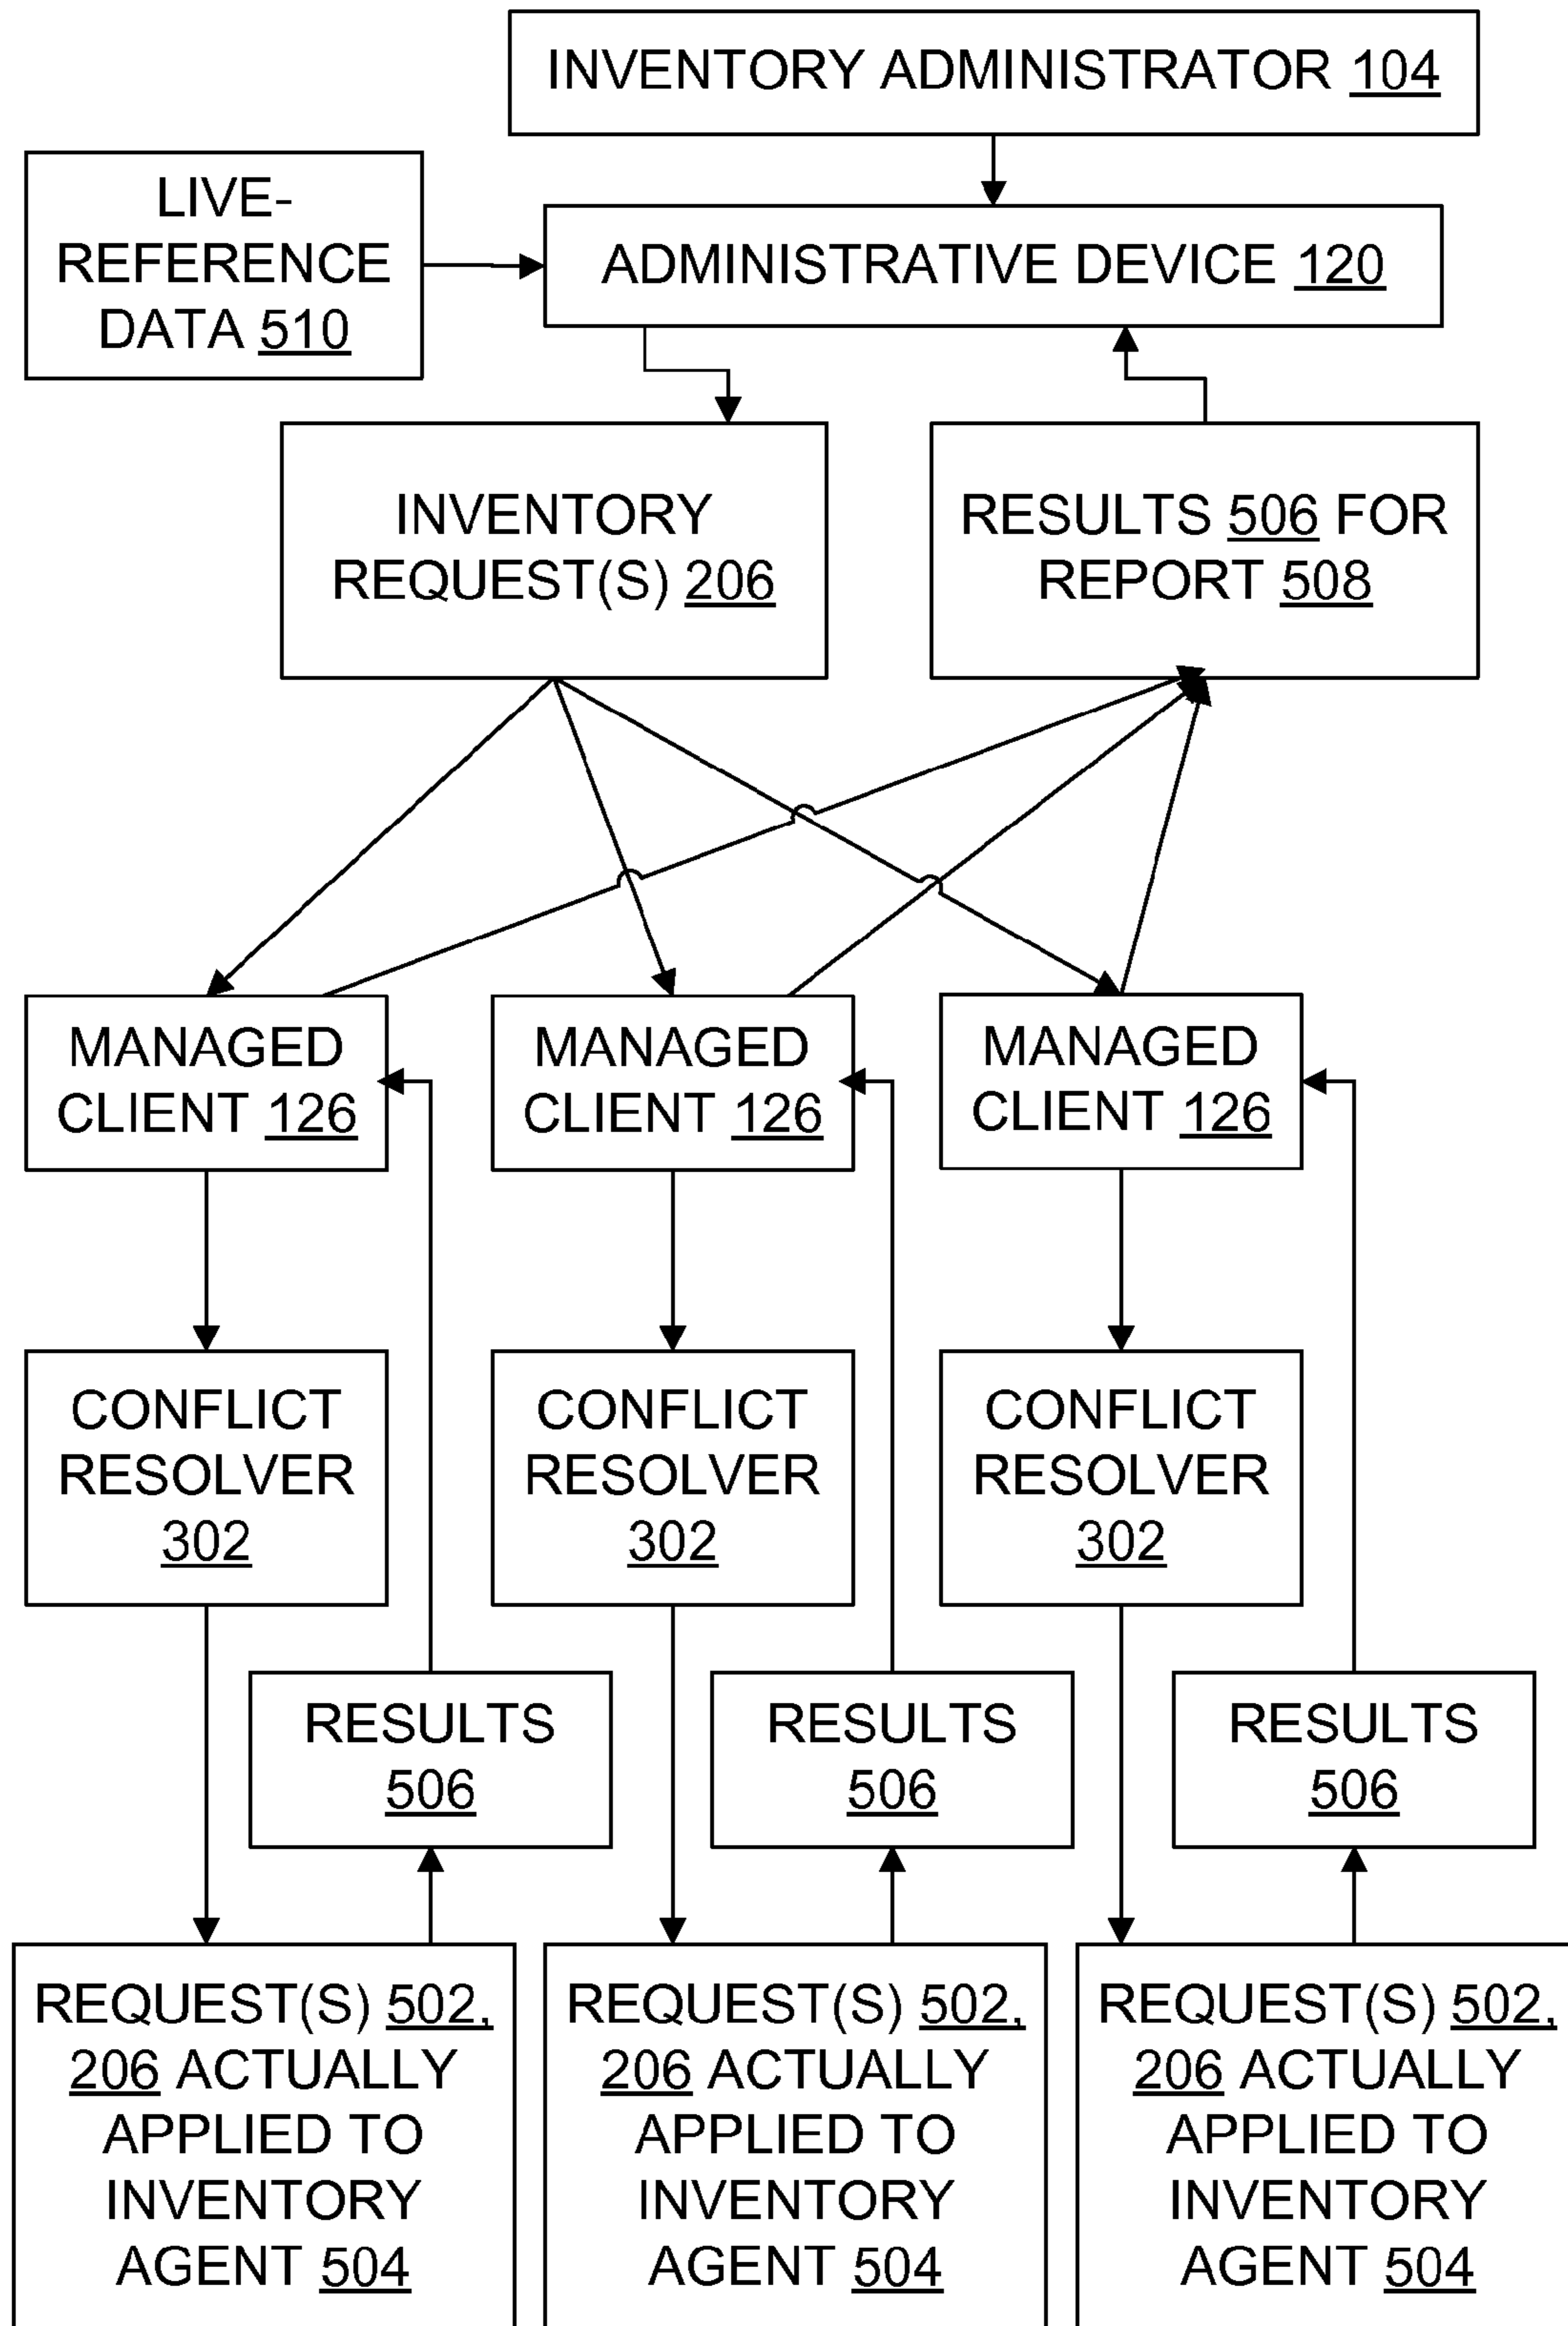 INVENTORY ADMINISTRATOR 104
LIVE-
REFERENCE
DATA 510
ADMINISTRATIVE DEVICE 120
INVENTORY
REQUEST(S) 206
RESULTS 506 FOR
REPORT 508
MANAGED
CLIENT 126
MANAGED
CLIENT 126
MANAGED
CLIENT 126
CONFLICT
RESOLVER
302
CONFLICT
RESOLVER
302
CONFLICT
RESOLVER
302
RESULTS
506
RESULTS
506
RESULTS
506
REQUEST(S) 502,
206 ACTUALLY
APPLIED TO
INVENTORY
AGENT 504
REQUEST(S) 502,
206 ACTUALLY
APPLIED TO
INVENTORY
AGENT 504
REQUEST(S) 502,
206 ACTUALLY
APPLIED TO
INVENTORY
AGENT 504